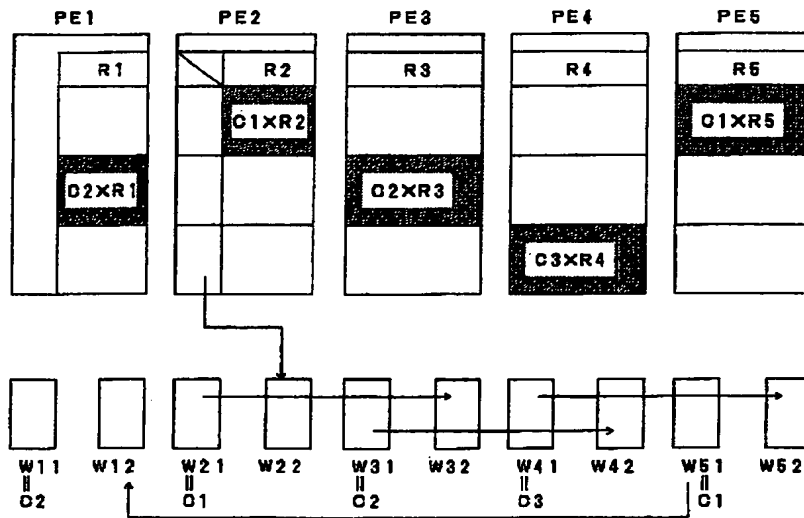 PE1 PE2 PE3 PE4 PE5
R1 R2 R3 R4 R5
C1×R2 C1×R5
C2×R1 C2×R3
C3×R4
W11 W12 W21 W22 W31 W32 W41 W42 W51 W52
|| || || || ||
C2 C1 C2 C3 C1